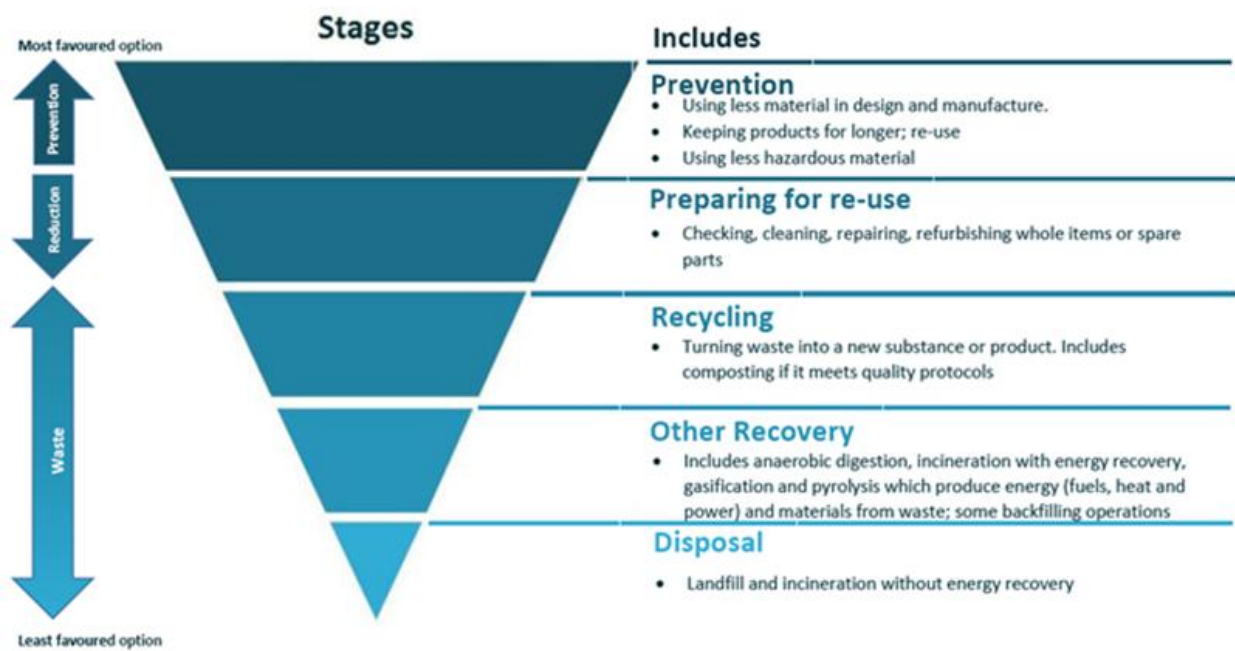 Stages
Includes
Most favoured option
Prevention
Reduction
Waste
Least favoured option
Prevention
• Using less material in design and manufacture.
• Keeping products for longer; re-use
• Using less hazardous material
Preparing for re-use
• Checking, cleaning, repairing, refurbishing whole items or spare
parts
Recycling
• Turning waste into a new substance or product. Includes
composting if it meets quality protocols
Other Recovery
• Includes anaerobic digestion, incineration with energy recovery,
gasification and pyrolysis which produce energy (fuels, heat and
power) and materials from waste; some backfilling operations
Disposal
• Landfill and incineration without energy recovery